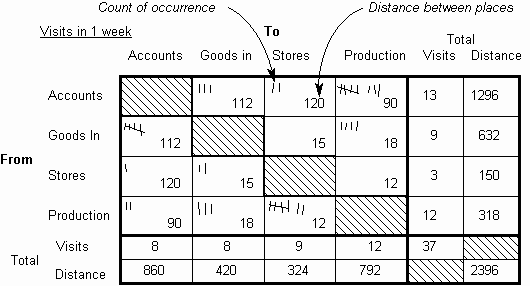 Count of occurrence Distance between places
Visits in 1 week To Total
Accounts Goods in Stores Production Visits Distance
Accounts 112 120 90 13 1296
Goods In 112 15 18 9 632
From
Stores 120 15 12 3 150
Production 90 18 12 12 318
Visits 8 8 9 12 37
Total
Distance 860 420 324 792 2396